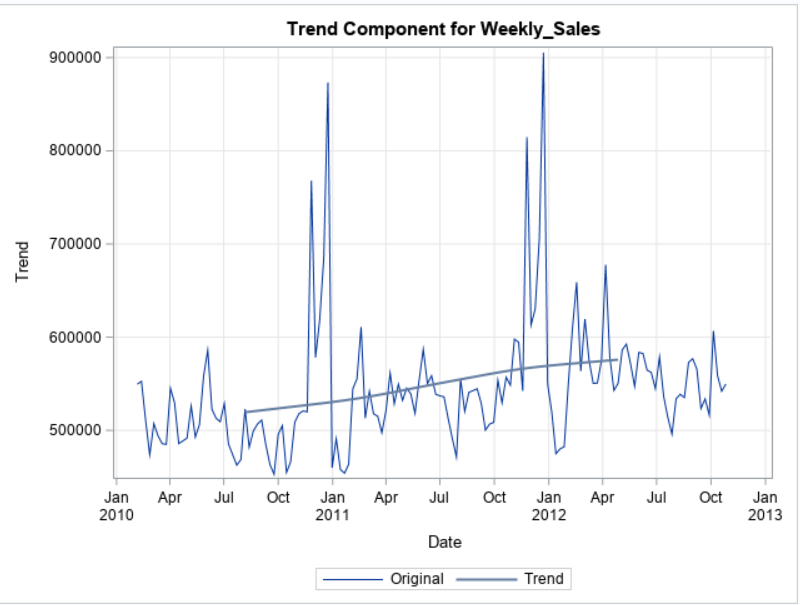 Trend Component for Weekly_Sales
900000
800000
700000
600000
500000
Trend
Jan Apr Jul Oct Jan Apr Jul Oct Jan Apr Jul Oct Jan
2010 2011 2012 2013
Date
Original Trend